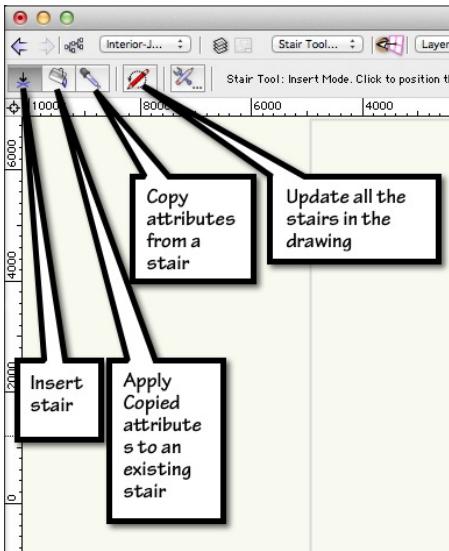 Interior-J...
Stair Tool...
Layer
Stair Tool: Insert Mode. Click to position th
10000
8000
6000
4000
6000
4000
2000
0
Copy
attributes
from a
stair
Update all the
stairs in the
drawing
Insert
stair
Apply
Copied
attribute
s to an
existing
stair